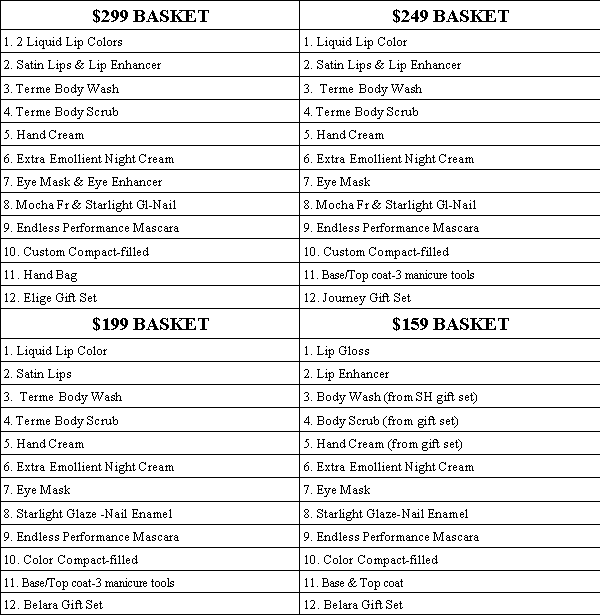 $299 BASKET
1. 2 Liquid Lip Colors
2. Satin Lips & Lip Enhancer
3. Terme Body Wash
4. Terme Body Scrub
5. Hand Cream
6. Extra Emollient Night Cream
7. Eye Mask & Eye Enhancer
8. Mocha Fr & Starlight Gl-Nail
9. Endless Performance Mascara
10. Custom Compact-filled
11. Hand Bag
12. Elige Gift Set
$249 BASKET
1. Liquid Lip Color
2. Satin Lips & Lip Enhancer
3. Terme Body Wash
4. Terme Body Scrub
5. Hand Cream
6. Extra Emollient Night Cream
7. Eye Mask
8. Mocha Fr & Starlight Gl-Nail
9. Endless Performance Mascara
10. Custom Compact-filled
11. Base/Top coat-3 manicure tools
12. Journey Gift Set
$199 BASKET
1. Liquid Lip Color
2. Satin Lips
3. Terme Body Wash
4. Terme Body Scrub
5. Hand Cream
6. Extra Emollient Night Cream
7. Eye Mask
8. Starlight Glaze -Nail Enamel
9. Endless Performance Mascara
10. Color Compact-filled
11. Base/Top coat-3 manicure tools
12. Belara Gift Set
$159 BASKET
1. Lip Gloss
2. Lip Enhancer
3. Body Wash (from SH gift set)
4. Body Scrub (from gift set)
5. Hand Cream (from gift set)
6. Extra Emollient Night Cream
7. Eye Mask
8. Starlight Glaze-Nail Enamel
9. Endless Performance Mascara
10. Color Compact-filled
11. Base & Top coat
12. Belara Gift Set